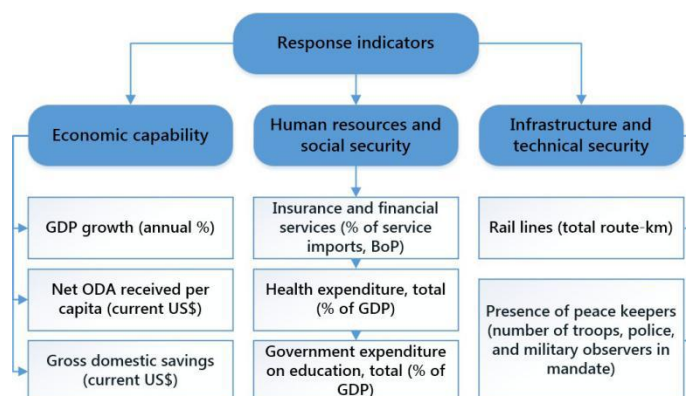 Response indicators
Economic capability
Human resources and
social security
Infrastructure and
technical security
GDP growth (annual %)
Insurance and financial
services (% of service
imports, BoP)
Rail lines (total route-km)
Net ODA received per
capita (current US$)
Health expenditure, total
(% of GDP)
Presence of peace keepers
(number of troops, police,
and military observers in
mandate)
Gross domestic savings
(current US$)
Government expenditure
on education, total (% of
GDP)